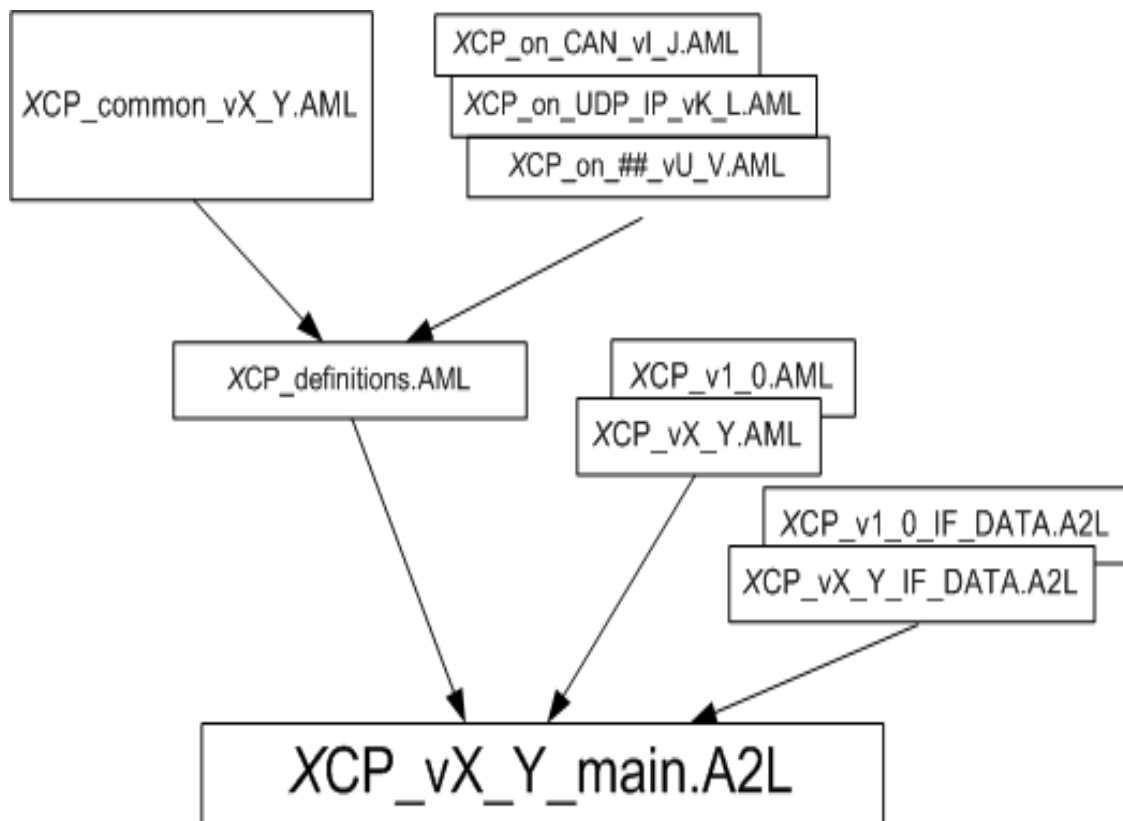 XCP_common_vX_Y.AML
XCP_on_CAN_vI_J.AML
XCP_on_UDP_IP_vK_L.AML
XCP_on_##_vU_V.AML
XCP_definitions.AML
XCP_v1_0.AML
XCP_vX_Y.AML
XCP_v1_0_IF_DATA.A2L
XCP_vX_Y_IF_DATA.A2L
XCP_vX_Y_main.A2L